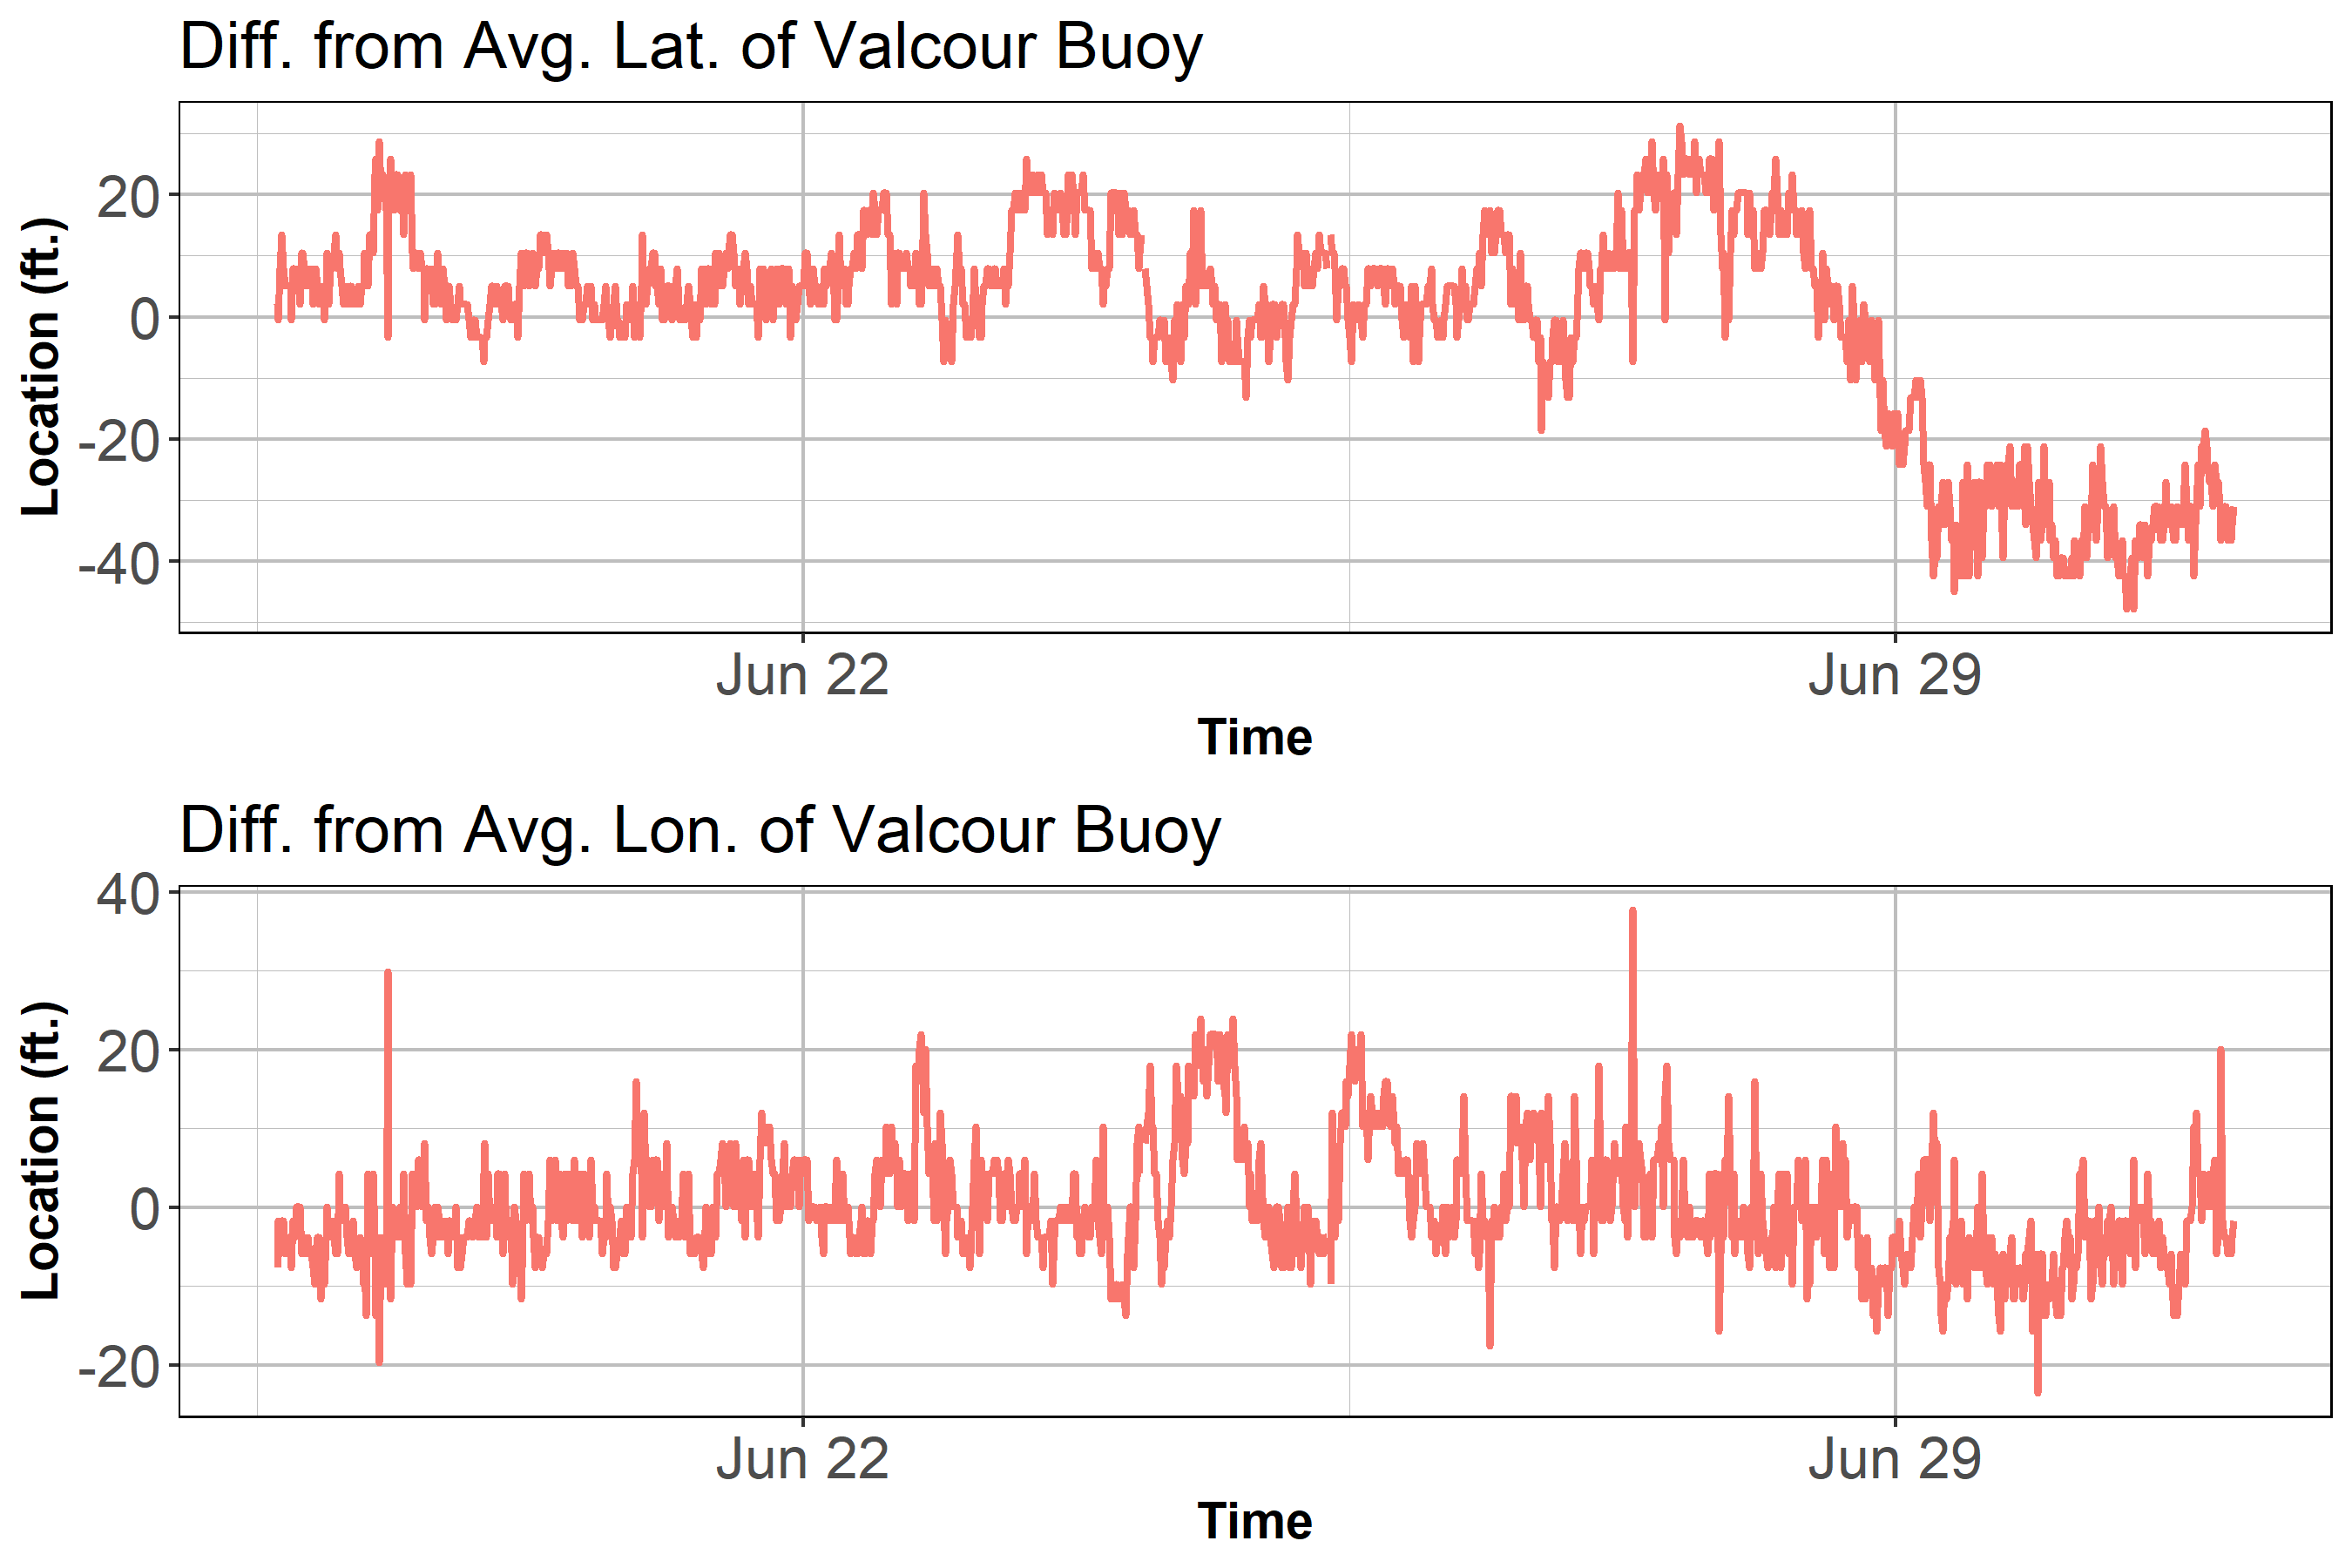 Diff. from Avg. Lat. of Valcour Buoy
Location (ft.)
20
0
-20
-40
Jun 22 Jun 29
Time
Diff. from Avg. Lon. of Valcour Buoy
Location (ft.)
40
20
0
-20
Jun 22 Jun 29
Time